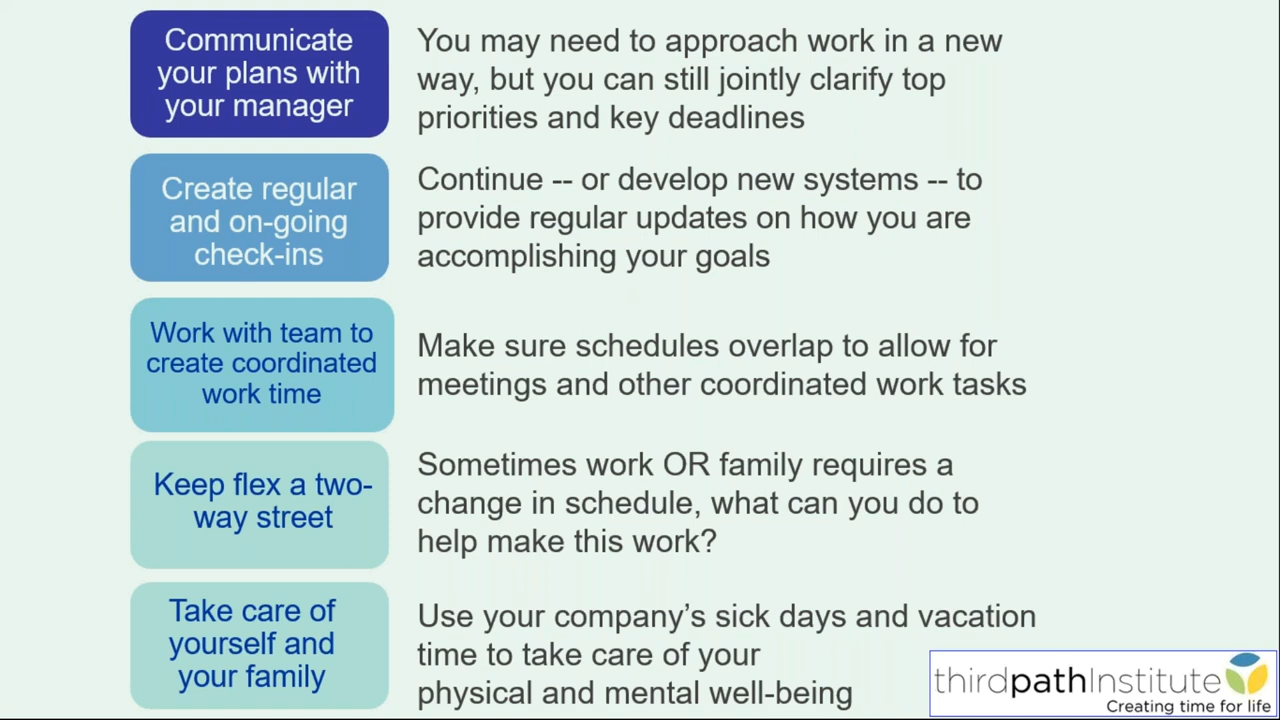 Communicate
your plans with
your manager
You may need to approach work in a new
way, but you can still jointly clarify top
priorities and key deadlines
Create regular
and on-going
check-ins
Continue -- or develop new systems -- to
provide regular updates on how you are
accomplishing your goals
Work with team to
create coordinated
work time
Make sure schedules overlap to allow for
meetings and other coordinated work tasks
Keep flex a two-
way street
Sometimes work OR family requires a
change in schedule, what can you do to
help make this work?
Take care of
yourself and
your family
Use your company’s sick days and vacation
time to take care of your
physical and mental well-being
thirdpathInstitute
Creating time for life